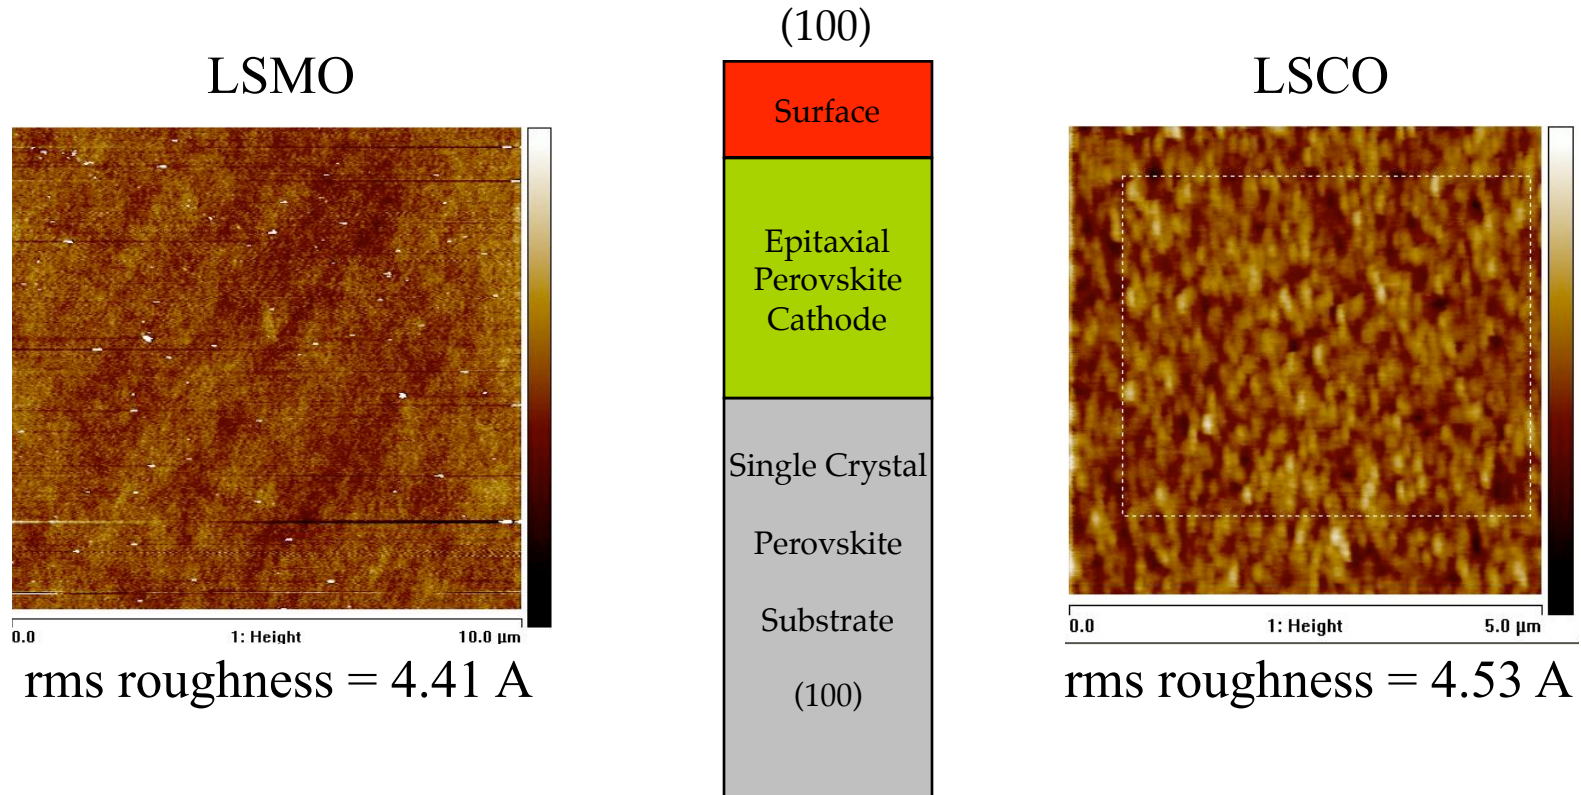 (100)
LSMO
LSCO
Surface
Epitaxial
Perovskite
Cathode
Single Crystal
Perovskite
Substrate
(100)
0.0 1: Height 10.0 µm
rms roughness = 4.41 A
0.0 1: Height 5.0 µm
rms roughness = 4.53 A